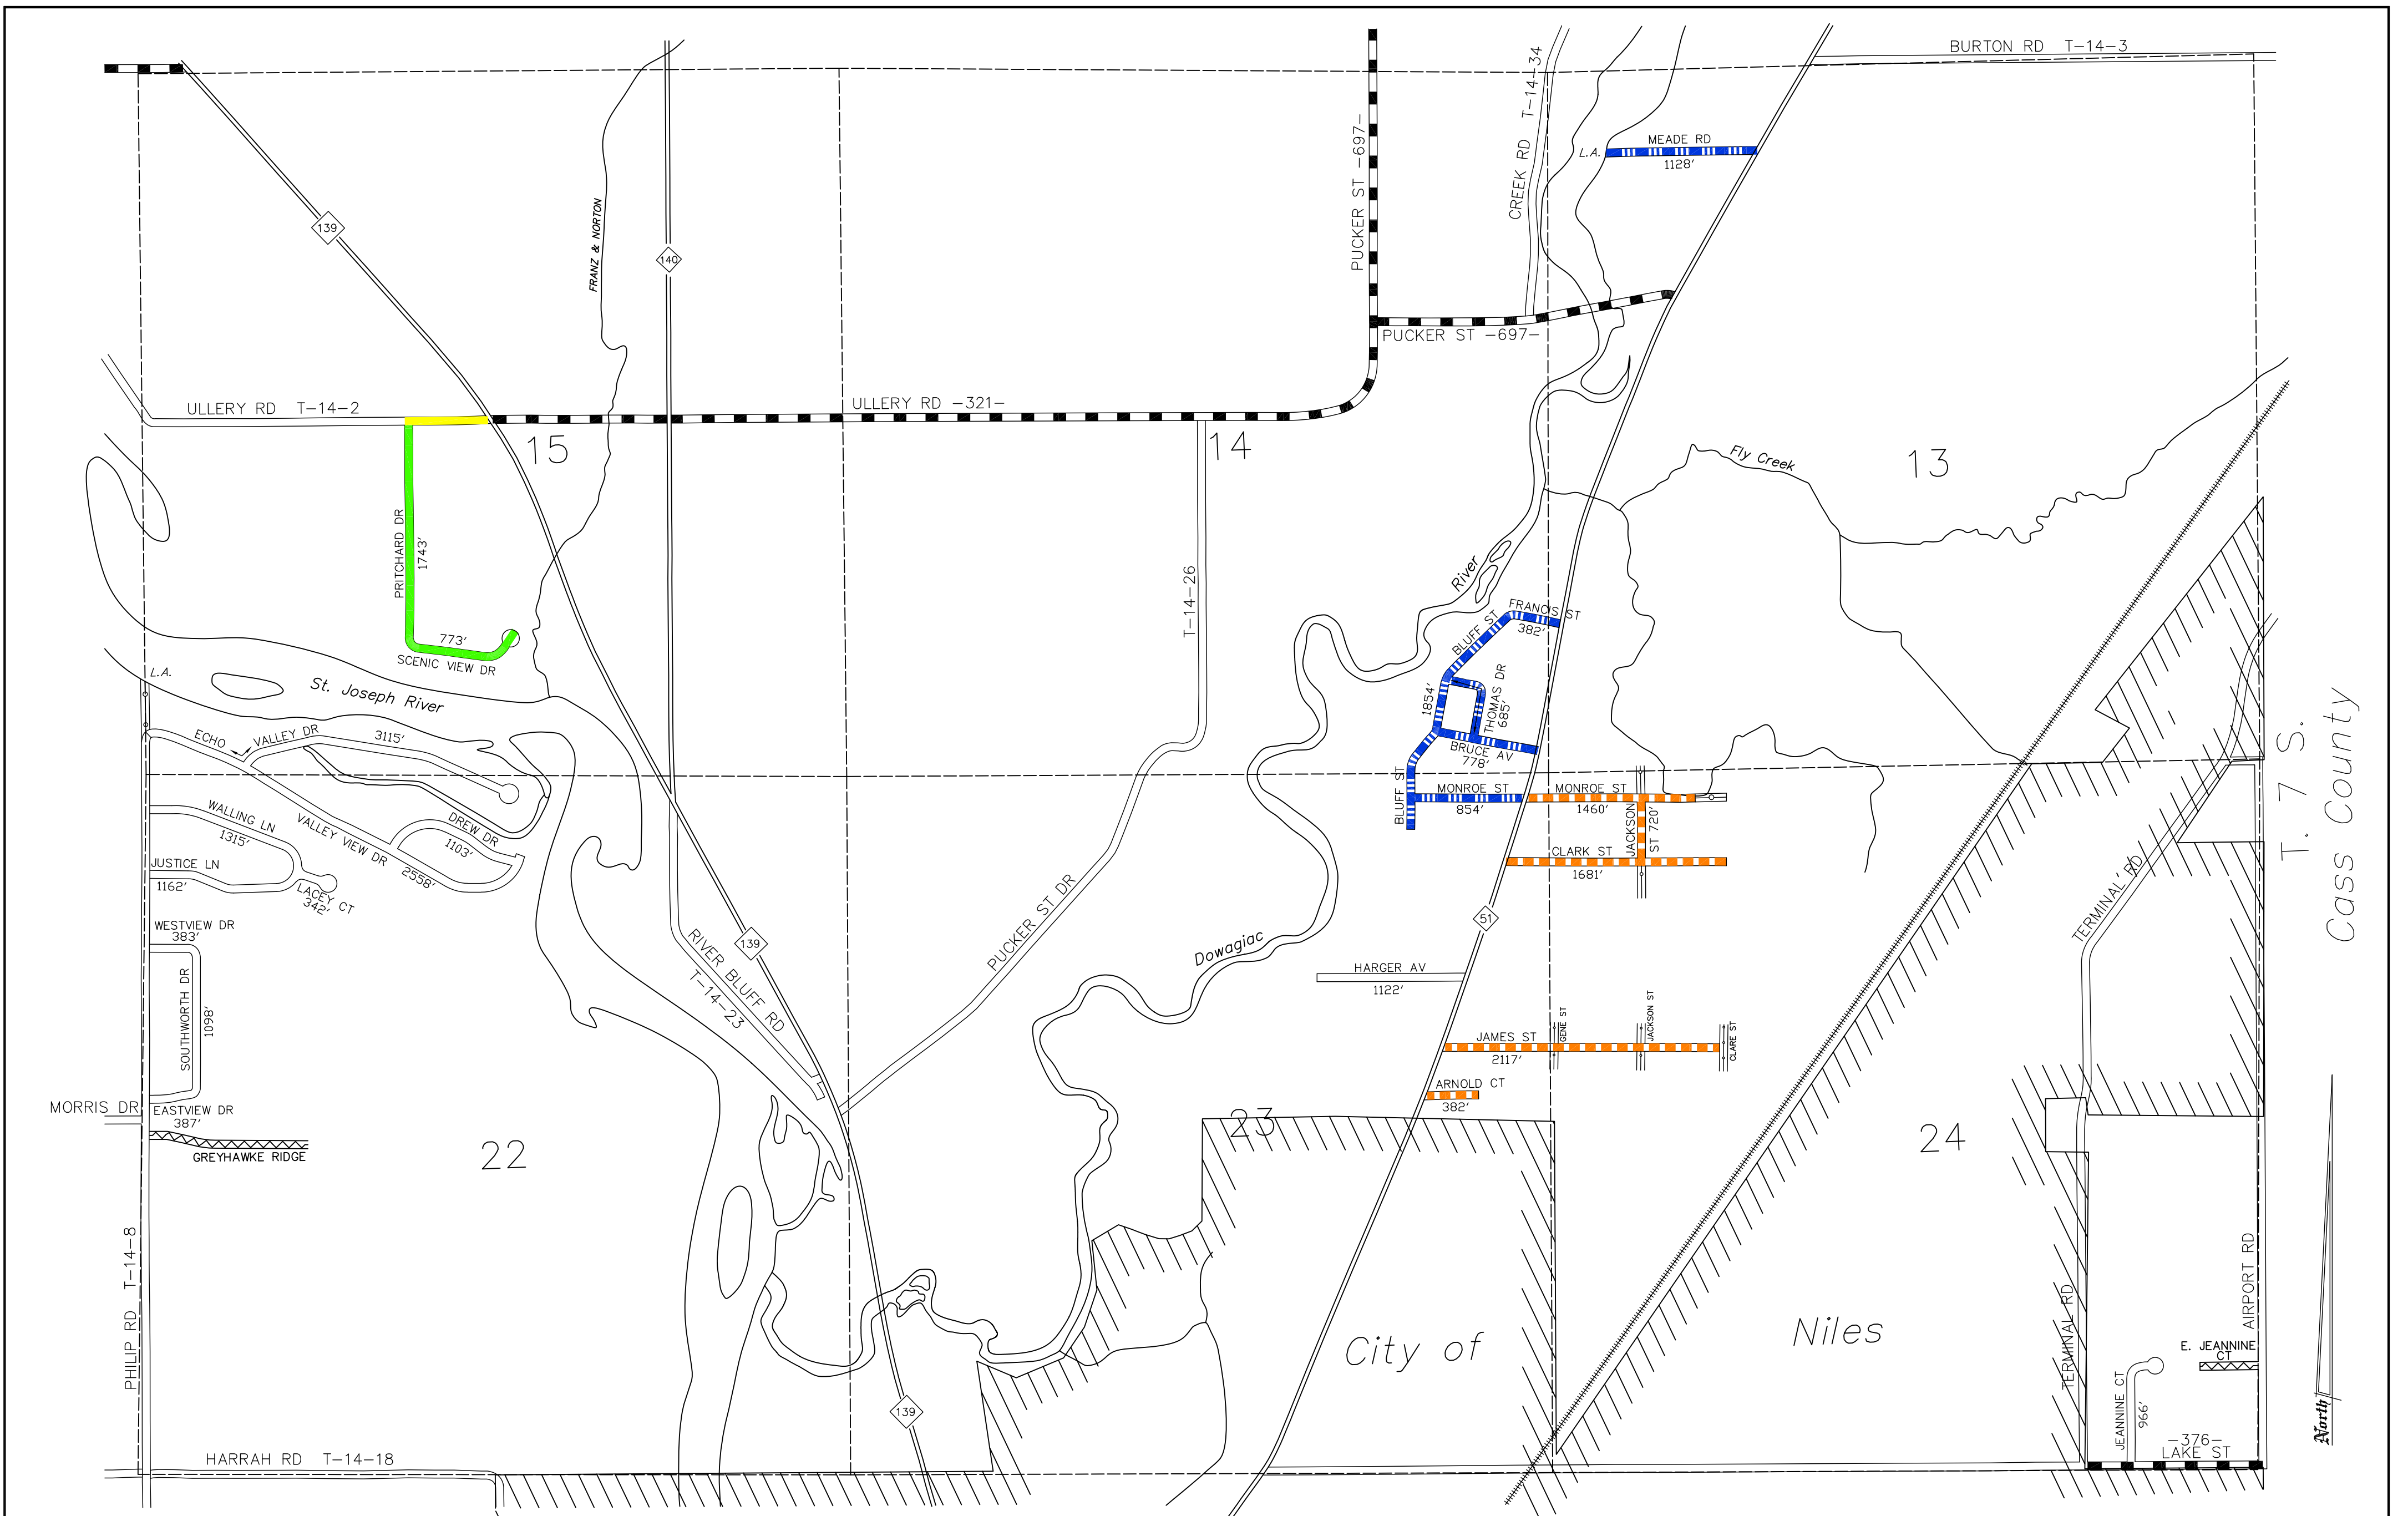 BURTON RD T-14-3
CREEK RD T-14-34
PUCKER ST -697-
MEADE RD
L.A.
1128'
139
FRANZ & NORTON
140
PUCKER ST -697-
ULLERY RD T-14-2
ULLERY RD -321-
15
14
13
Fly Creek
PRITCHARD DR
1743'
773'
SCENIC VIEW DR
T-14-26
River
FRANCIS ST
382'
BLUFF ST
THOMAS DR
685'
1854'
BRUCE AV
778'
L.A.
St. Joseph River
ECHO
VALLEY DR
3115'
WALLING LN
1315'
VALLEY VIEW DR
2558'
DREW DR
1103'
JUSTICE LN
1162'
LACEY CT
342'
BLUFF ST
MONROE ST
854'
MONROE ST
1460'
JACKSON
ST 720'
CLARK ST
1681'
T. 7 S.
Cass County
TERMINAL RD
WESTVIEW DR
383'
SOUTHWORTH DR
1098'
139
RIVER BLUFF RD
T-14-23
PUCKER ST DR
Dowagiac
51
HARGER AV
1122'
GENE ST
JACKSON ST
CLARE ST
JAMES ST
2117'
ARNOLD CT
382'
MORRIS DR
EASTVIEW DR
387'
GREYHAWKE RIDGE
22
23
24
PHILIP RD T-14-8
City of
Niles
TERMINAL RD
AIRPORT RD
E. JEANNINE
CT
JEANNINE CT
966'
139
HARRAH RD T-14-18
-376-
LAKE ST
North